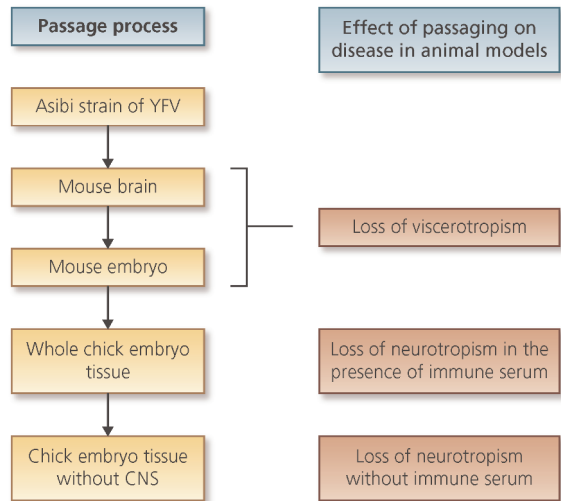 Passage process
Effect of passaging on
disease in animal models
Asibi strain of YFV
Mouse brain
Loss of viscerotropism
Mouse embryo
Whole chick embryo
tissue
Loss of neurotropism in the
presence of immune serum
Chick embryo tissue
without CNS
Loss of neurotropism
without immune serum